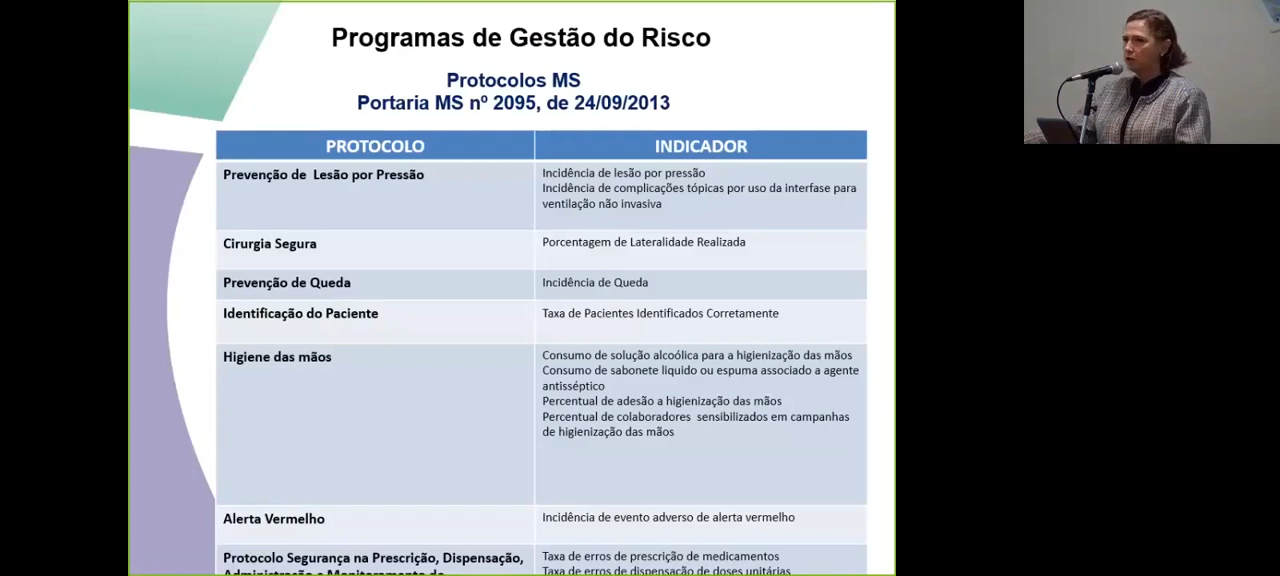 Programas de Gestão do Risco
Protocolos MS
Portaria MS nº 2095, de 24/09/2013
PROTOCOLO
INDICADOR
Prevenção de Lesão por Pressão
Incidência de lesão por pressão
Incidência de complicações tópicas por uso da interfase para
ventilação não invasiva
Cirurgia Segura
Porcentagem de Lateralidade Realizada
Prevenção de Queda
Incidência de Queda
Identificação do Paciente
Taxa de Pacientes Identificados Corretamente
Higiene das mãos
Consumo de solução alcoólica para a higienização das mãos
Consumo de sabonete liquido ou espuma associado a agente
antisséptico
Percentual de adesão a higienização das mãos
Percentual de colaboradores sensibilizados em campanhas
de higienização das mãos
Alerta Vermelho
Incidência de evento adverso de alerta vermelho
Protocolo Segurança na Prescrição, Dispensação,
Administração e Monitoramento de
Taxa de erros de prescrição de medicamentos
Taxa de erros de dispensação de doses unitárias